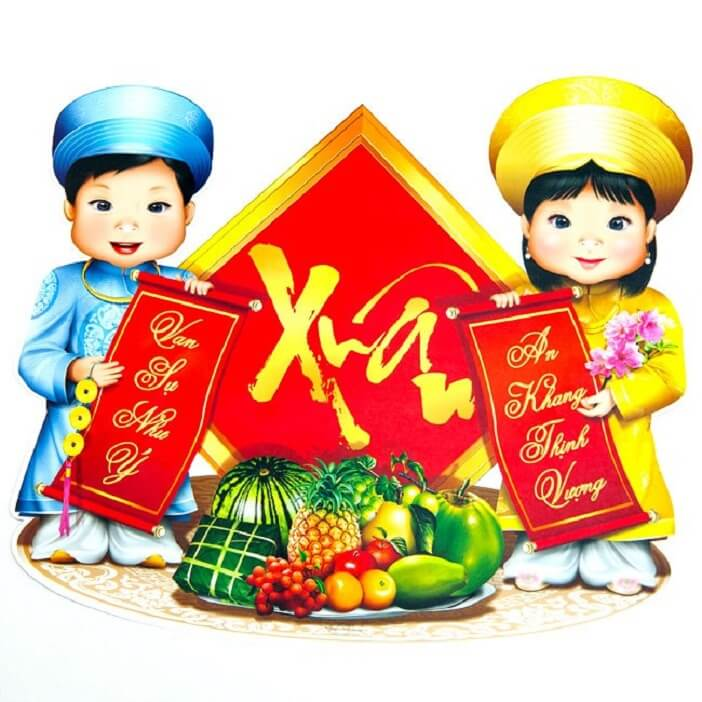 Vạn
Sự
Như
Ý
Xuân
An
Khang
Thịnh
Vượng